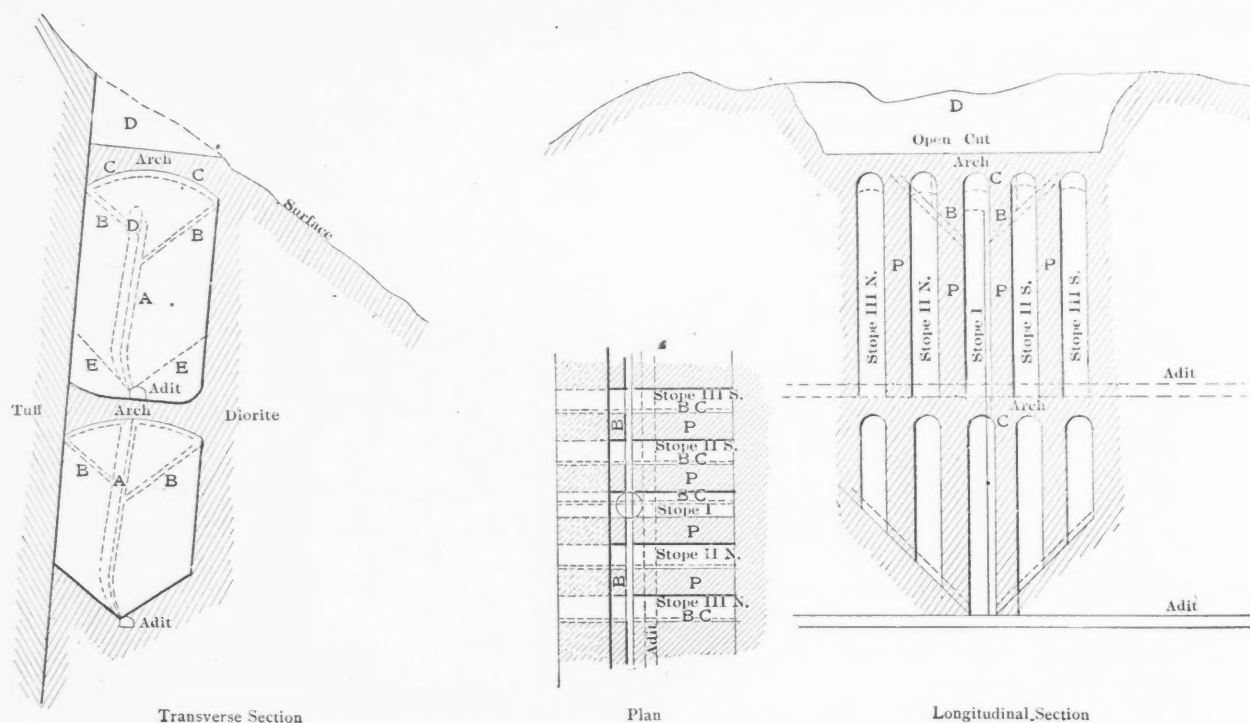 D
Arch
C C
Surface
B D B
A
E E
Adit
Tuff Arch Diorite
B A B
Adit
Transverse Section
Stope III S.
B C
B P
Stope II S.
B C
P
B C
Stope I
P
Stope II N.
B P
Stope III N.
B C
Adit
Plan
D
Open Cut
Arch
C
B B
P P P P
Stope III N.
Stope II N.
Stope I
Stope II S.
Stope III S.
Adit
Arch
C
Adit
Longitudinal Section